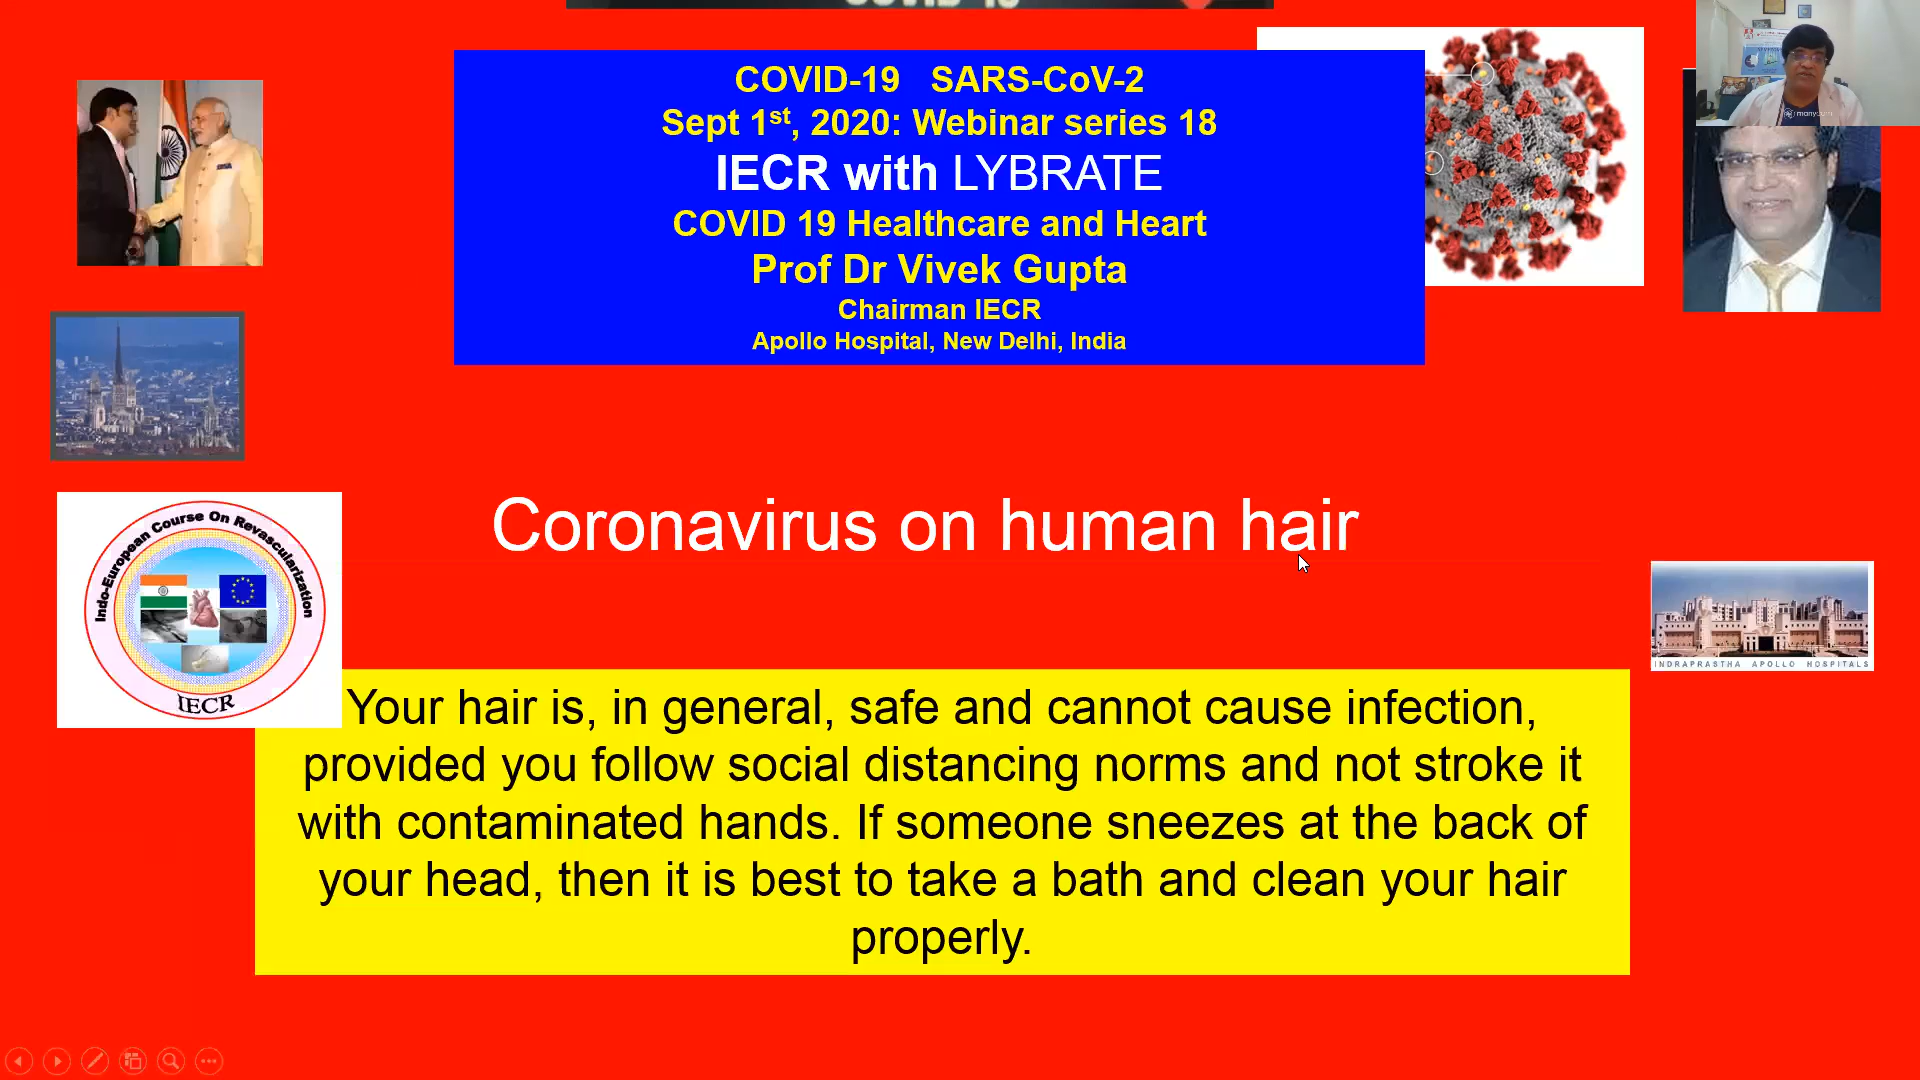 COVID-19 SARS-CoV-2
Sept 1st, 2020: Webinar series 18
IECR with LYBRATE
COVID 19 Healthcare and Heart
Prof Dr Vivek Gupta
Chairman IECR
Apollo Hospital, New Delhi, India
Coronavirus on human hair
Indo-European Course On Revascularization
IECR
INDRAPRASTHA APOLLO HOSPITALS
Your hair is, in general, safe and cannot cause infection,
provided you follow social distancing norms and not stroke it
with contaminated hands. If someone sneezes at the back of
your head, then it is best to take a bath and clean your hair
properly.